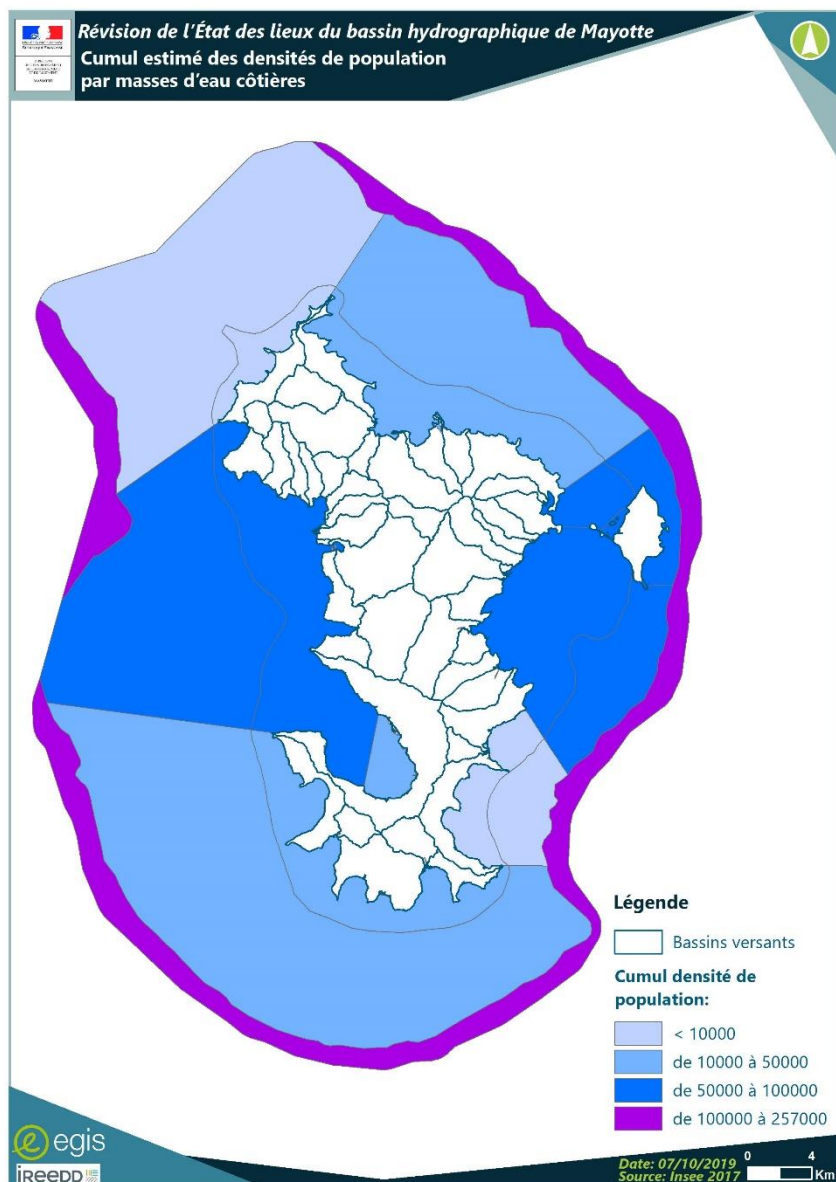 Révision de l'État des lieux du bassin hydrographique de Mayotte
Cumul estimé des densités de population
par masses d'eau côtières
MAYOTTE
Légende
Bassins versants
Cumul densité de
population:
< 10000
de 10000 à 50000
de 50000 à 100000
de 100000 à 257000
egis
iReeDD
Date: 07/10/2019
Source: Insee 2017
0 4
Km